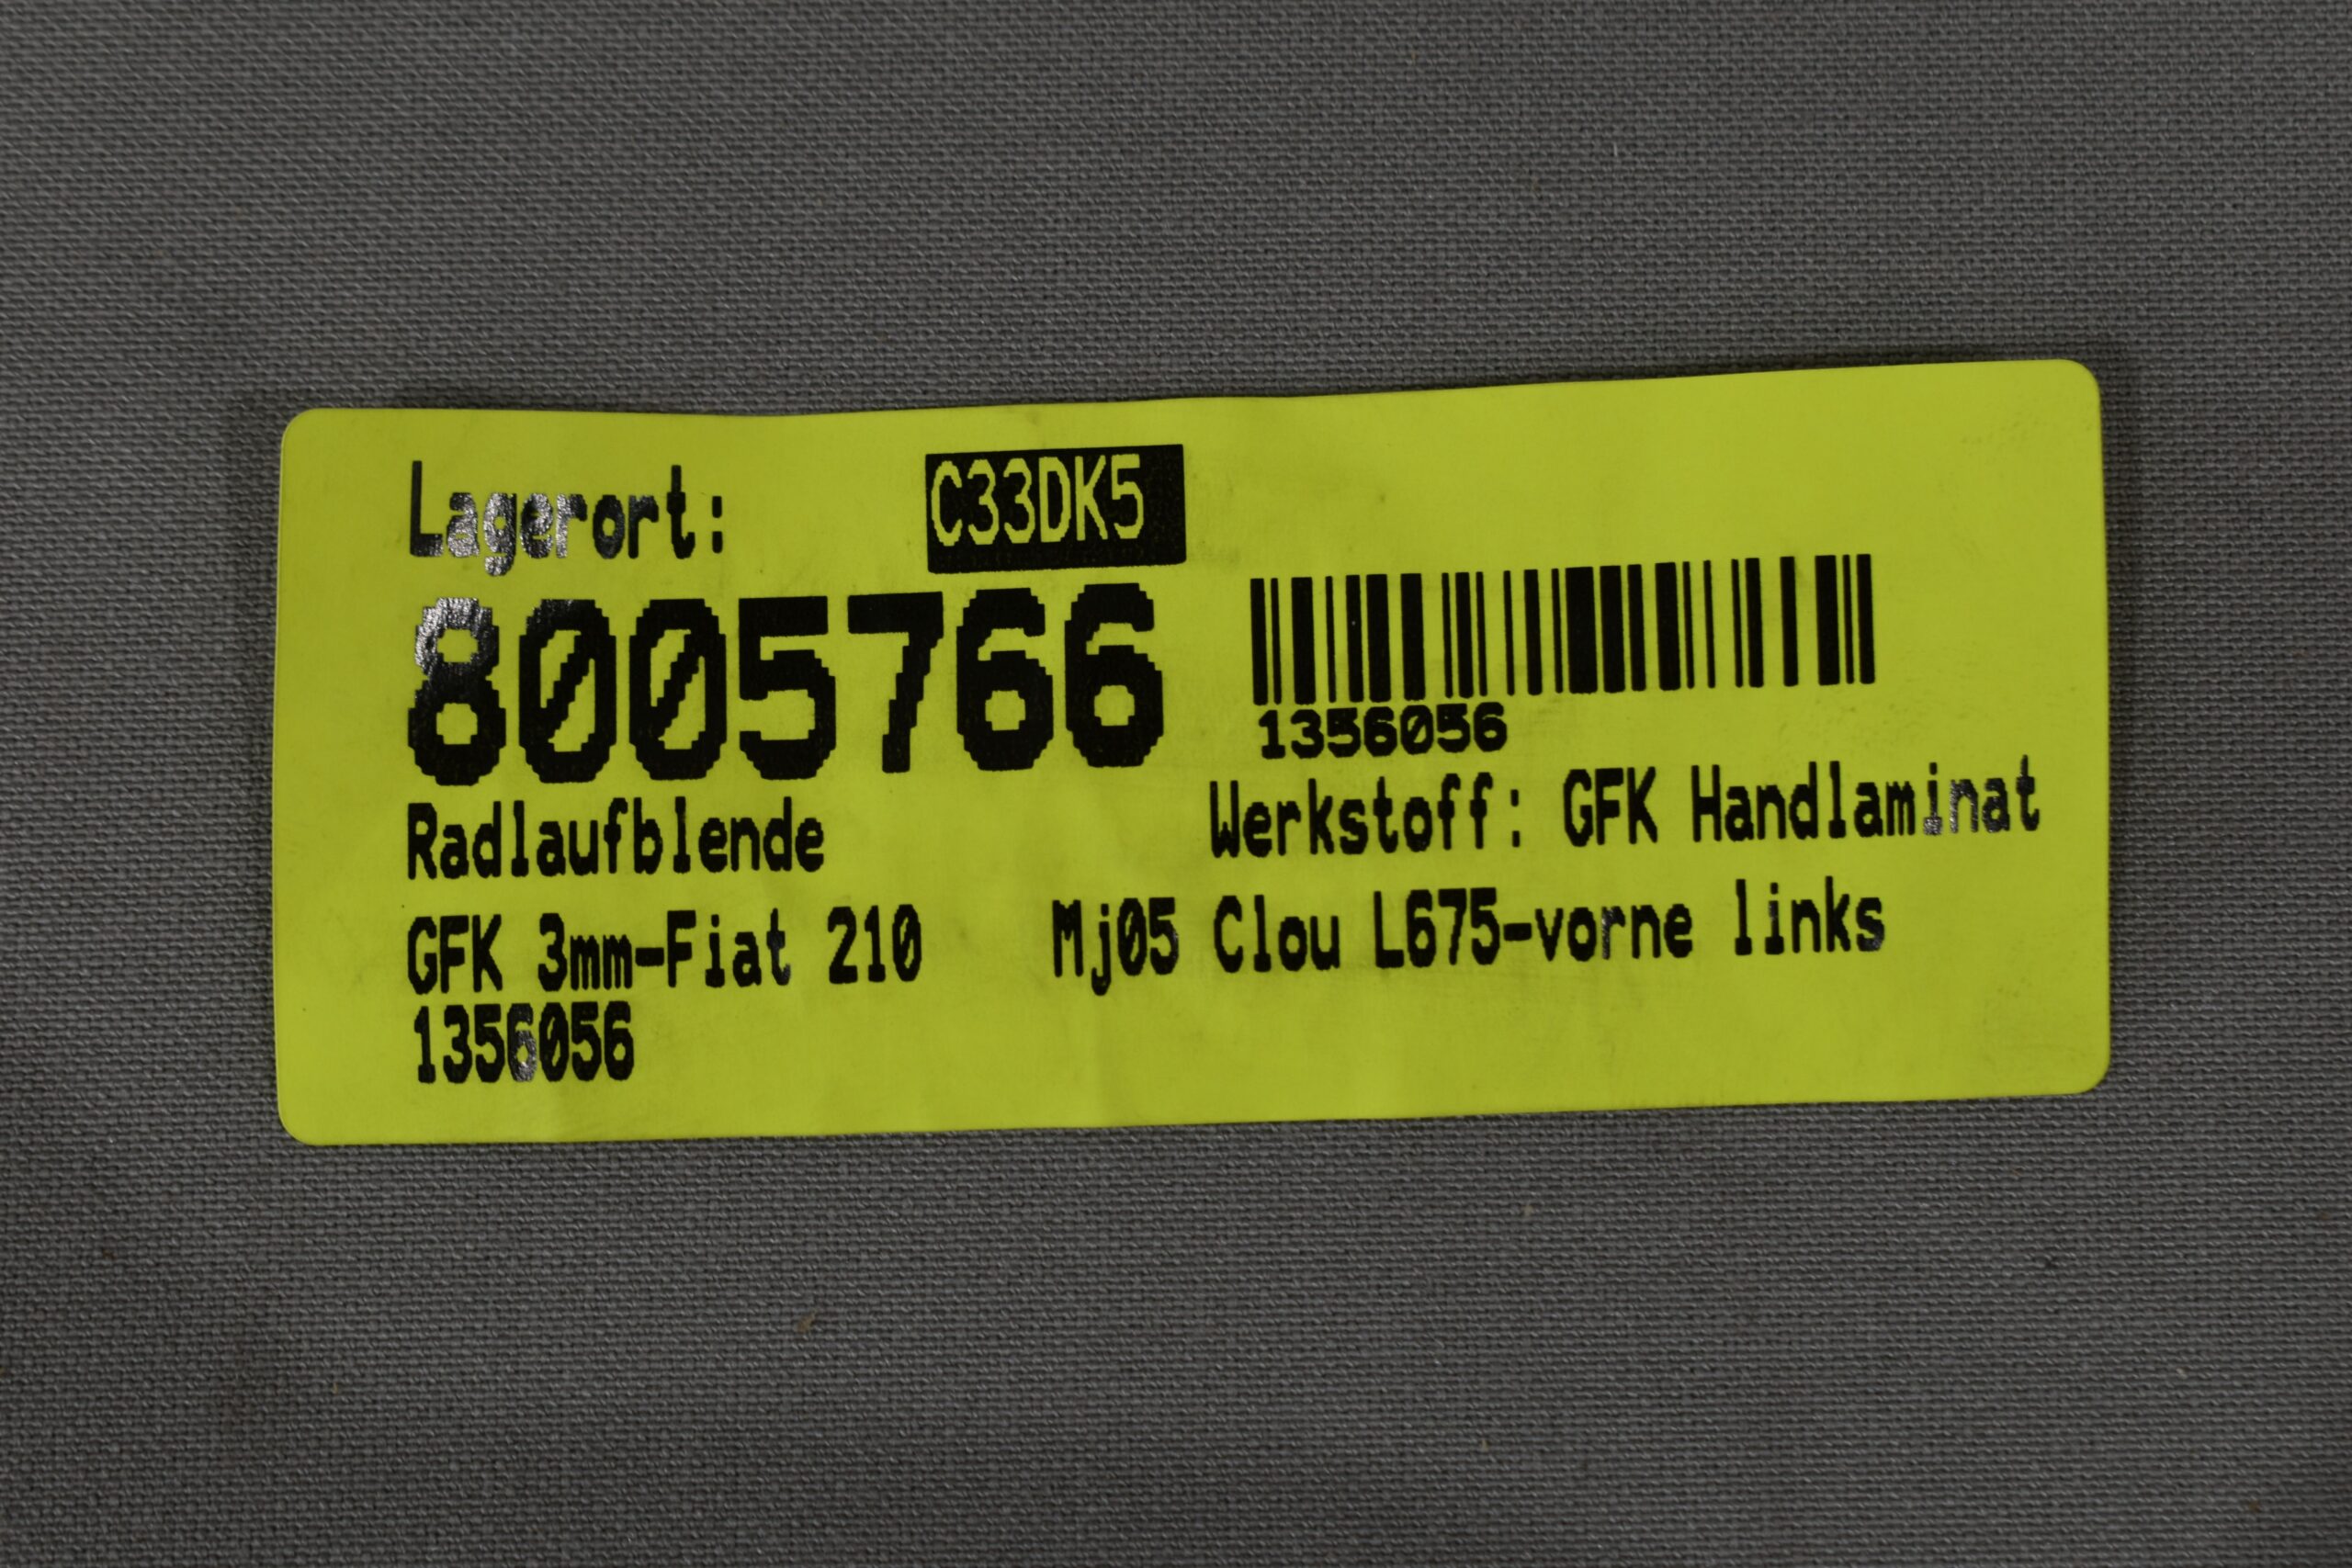 Lagerort: C33DK5
8005766
1356056
Radlaufblende Werkstoff: GFK Handlaminat
GFK 3mm-Fiat 210 Mj05 Clou L675-vorne links
1356056